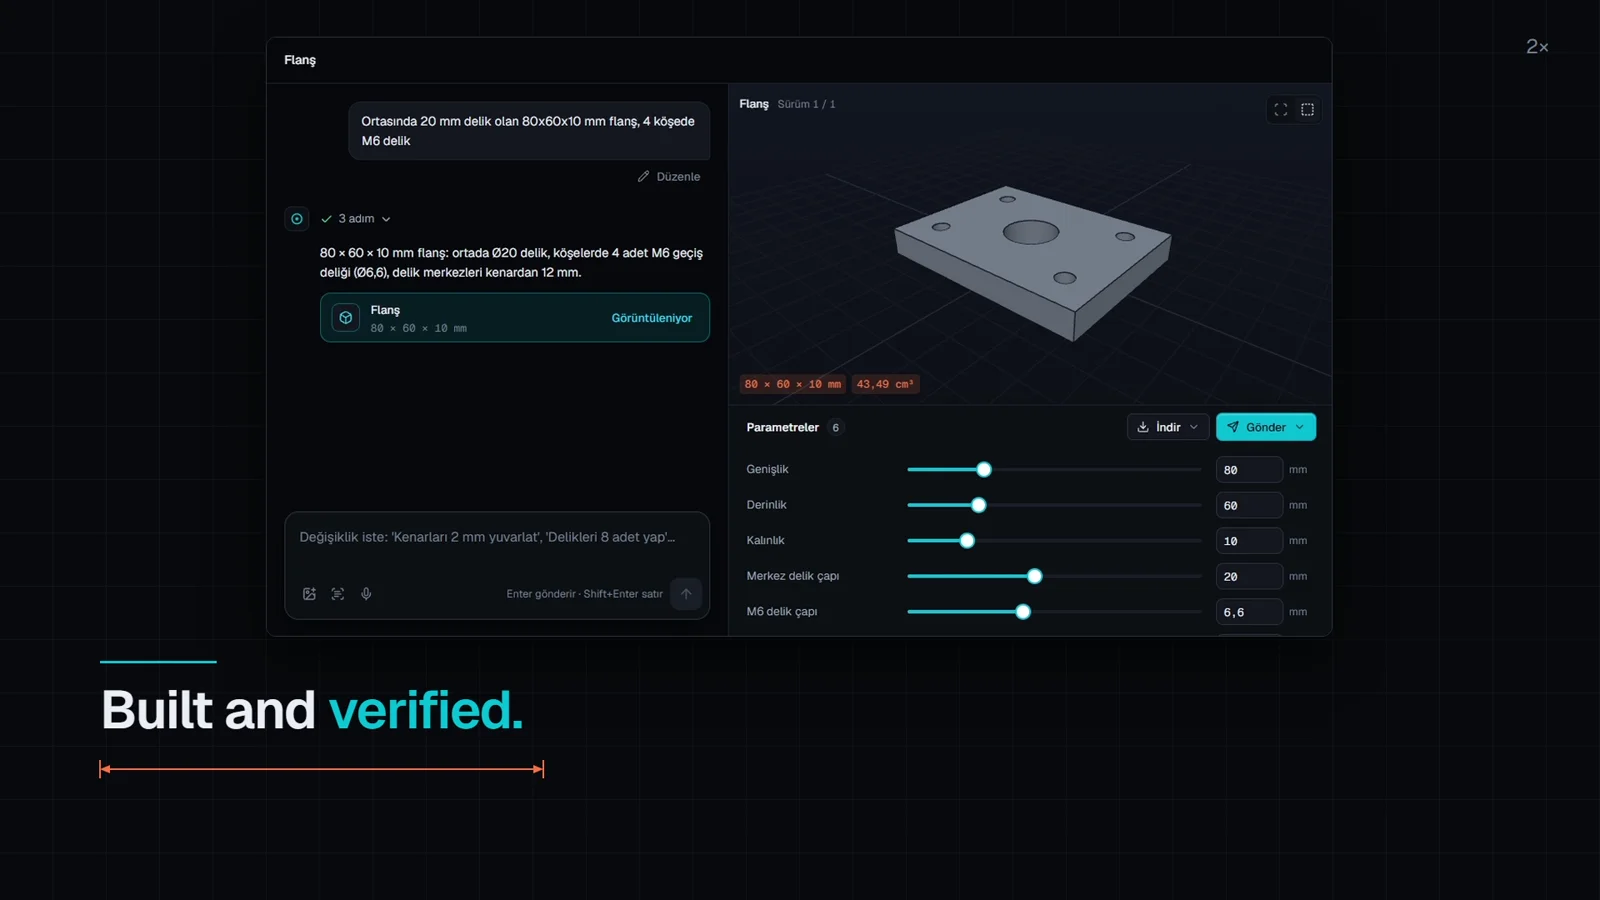 2×
Flanş
Ortasında 20 mm delik olan 80x60x10 mm flanş, 4 köşede
M6 delik
Düzenle
3 adım
80 × 60 × 10 mm flanş: ortada Ø20 delik, köşelerde 4 adet M6 geçiş
deliği (Ø6,6), delik merkezleri kenardan 12 mm.
Flanş
80 × 60 × 10 mm
Görüntüleniyor
Değişiklik iste: 'Kenarları 2 mm yuvarlat', 'Delikleri 8 adet yap'...
Enter gönderir · Shift+Enter satır
Flanş Sürüm 1 / 1
80 × 60 × 10 mm 43,49 cm³
Parametreler 6
İndir
Gönder
Genişlik 80 mm
Derinlik 60 mm
Kalınlık 10 mm
Merkez delik çapı 20 mm
M6 delik çapı 6,6 mm
Built and verified.